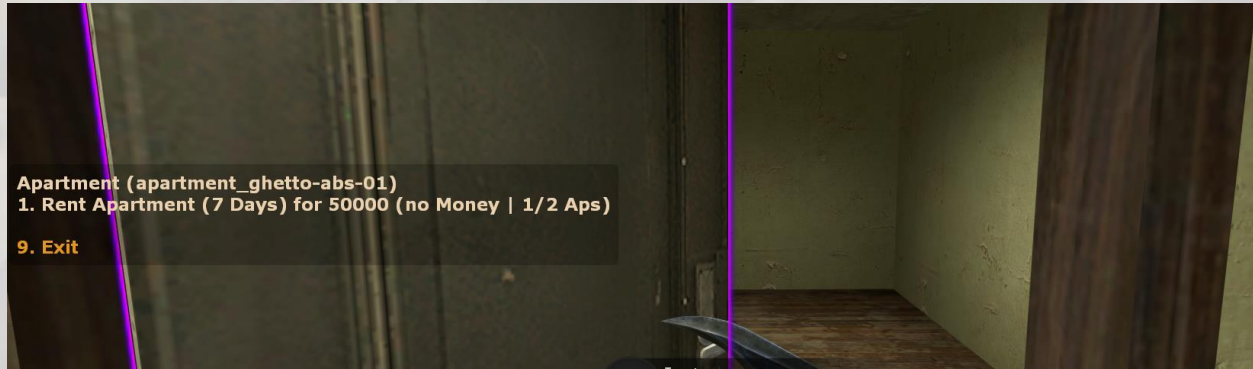 Apartment (apartment_ghetto-abs-01)
1. Rent Apartment (7 Days) for 50000 (no Money | 1/2 Aps)
9. Exit